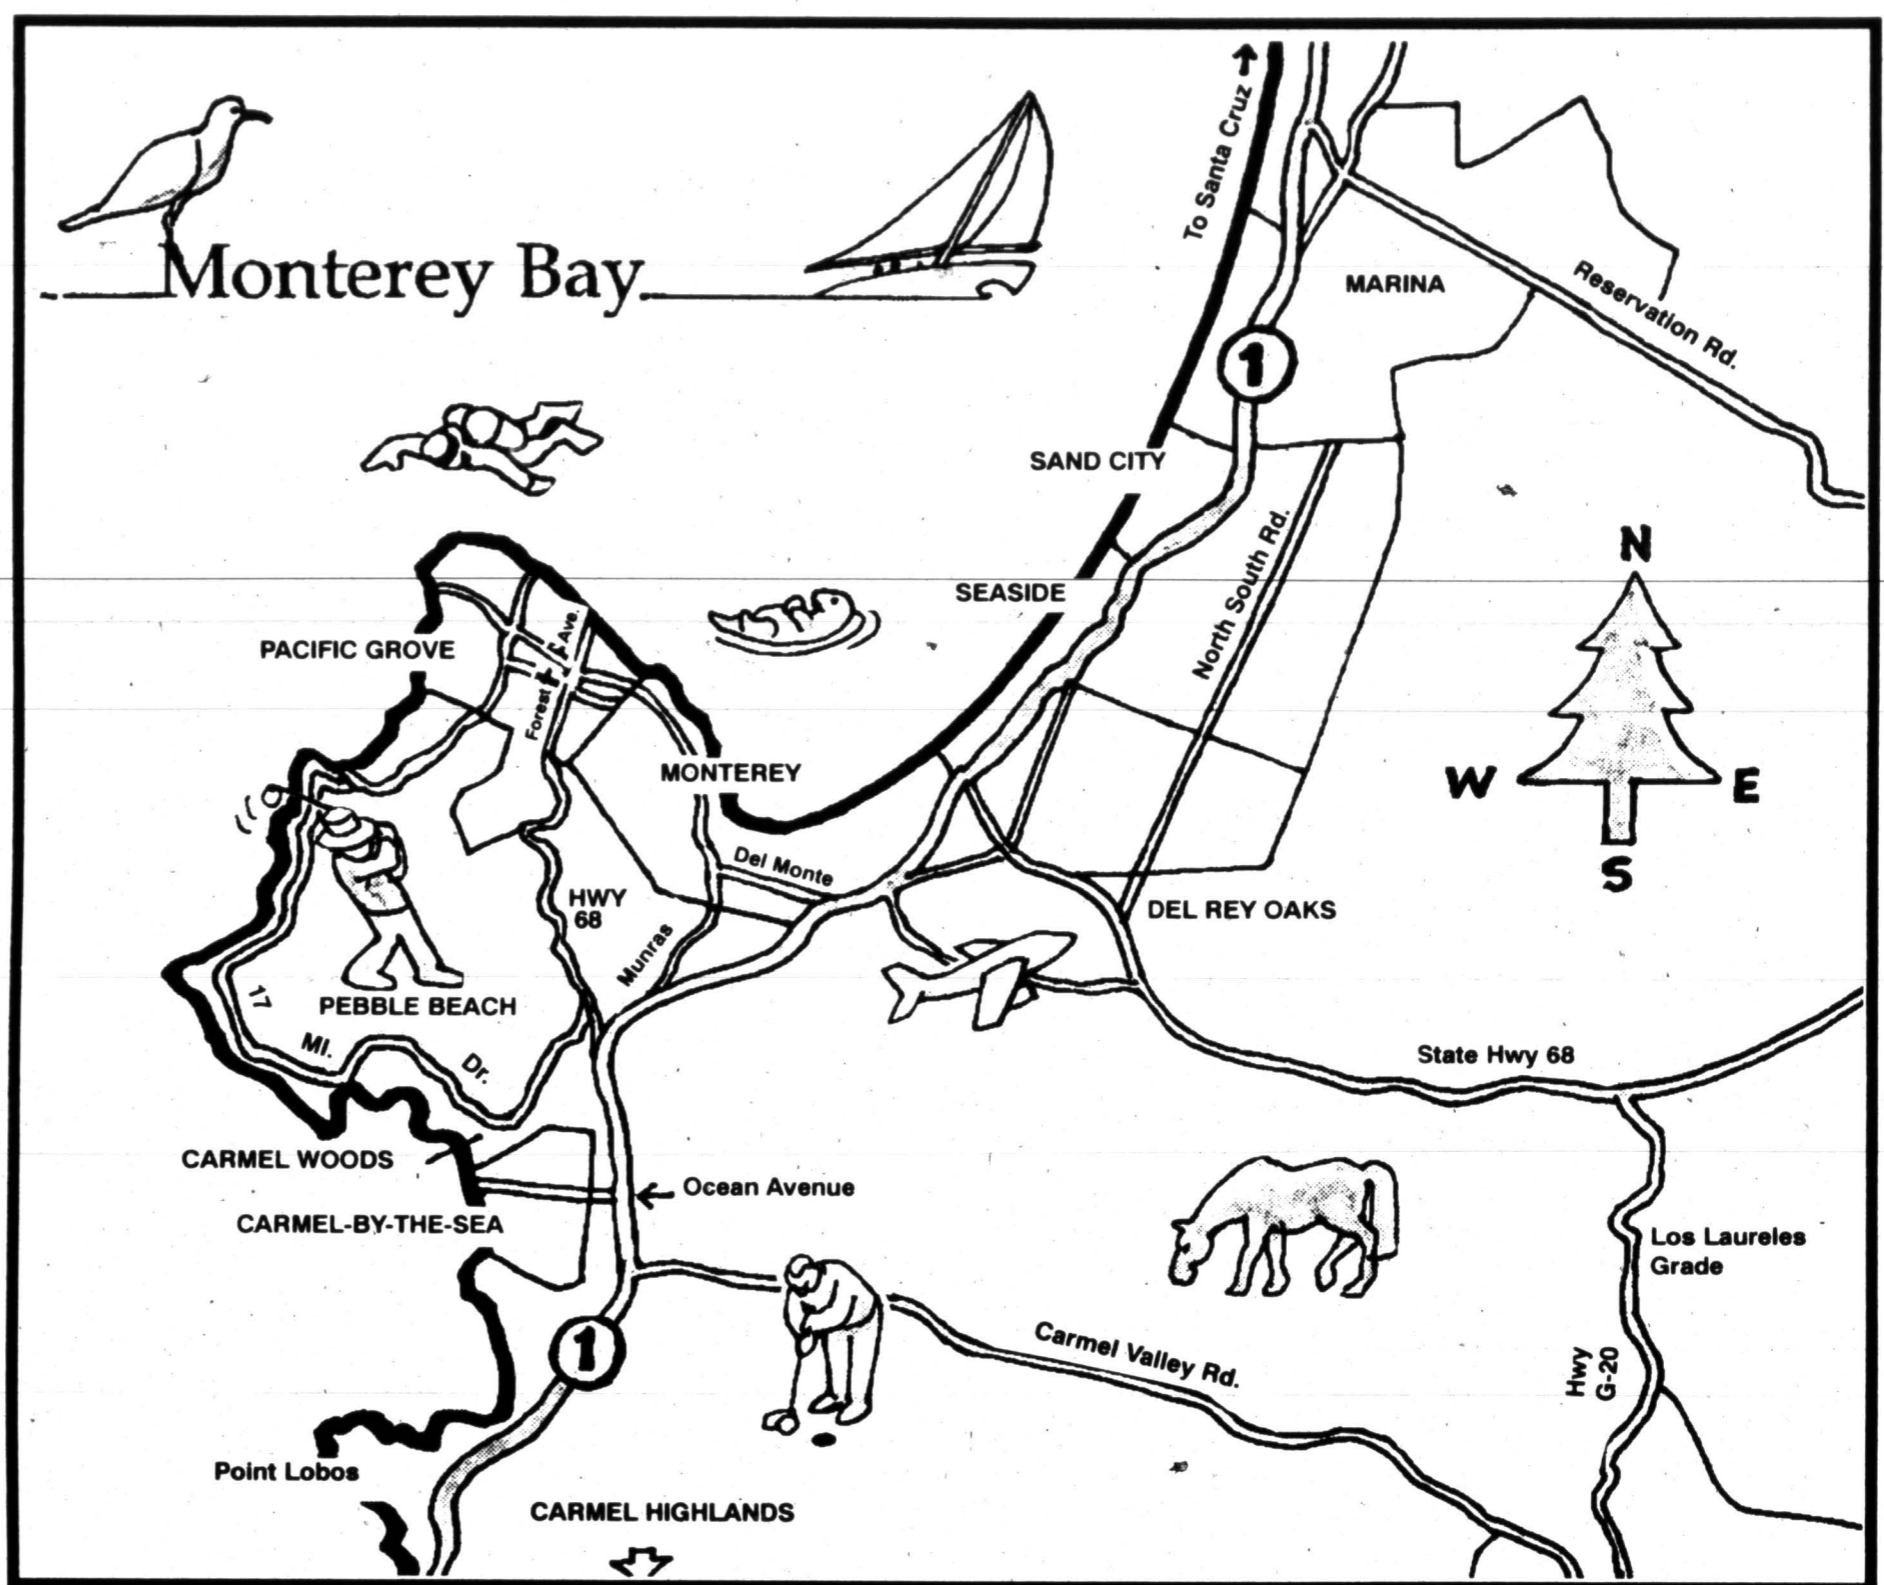 To Santa Cruz
Monterey Bay
MARINA
Reservation Rd.
1
SAND CITY
North South Rd.
N
SEASIDE
PACIFIC GROVE
Forest Ave.
W
E
MONTEREY
S
Del Monte
HWY
68
DEL REY OAKS
Munras
17
PEBBLE BEACH
MI.
Dr.
State Hwy 68
CARMEL WOODS
Ocean Avenue
CARMEL-BY-THE-SEA
Los Laureles
Grade
1
Carmel Valley Rd.
Hwy
G-20
Point Lobos
CARMEL HIGHLANDS